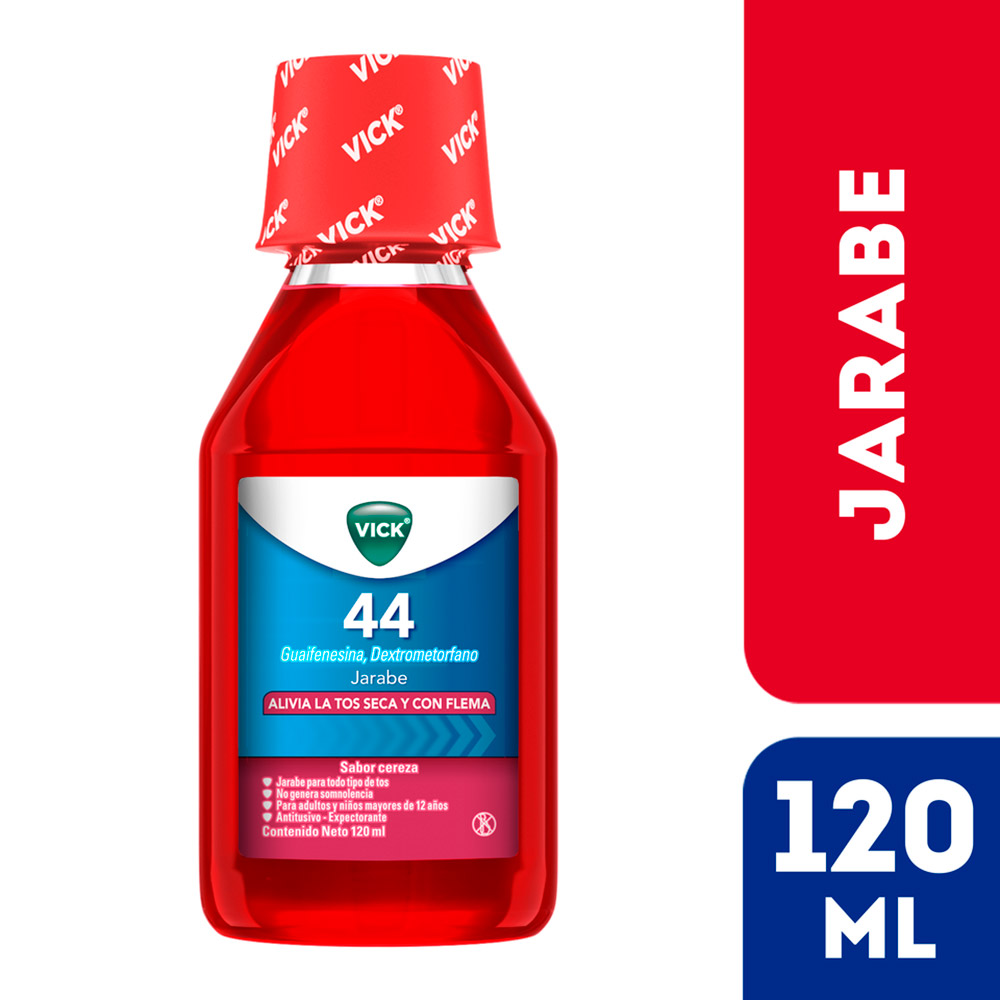 VICK®
VICK®
VICK®
VICK®
VICK®
VICK®
44
Guaifenesina, Dextrometorfano
Jarabe
ALIVIA LA TOS SECA Y CON FLEMA
Sabor cereza
Jarabe para todo tipo de tos
No genera somnolencia
Para adultos y niños mayores de 12 años
Antitusivo - Expectorante
Contenido Neto 120 ml
JARABE
120
ML